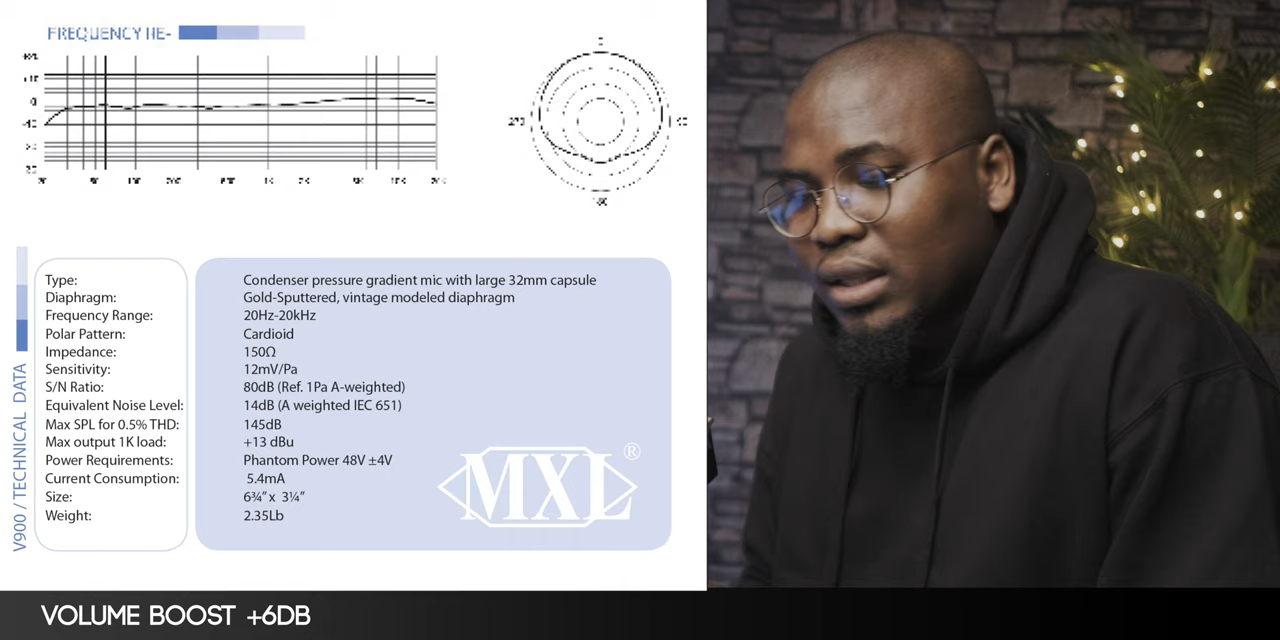 FREQUENCY RE-
Type: Condenser pressure gradient mic with large 32mm capsule
Diaphragm: Gold-Sputtered, vintage modeled diaphragm
Frequency Range: 20Hz-20kHz
Polar Pattern: Cardioid
Impedance: 150Ω
Sensitivity: 12mV/Pa
S/N Ratio: 80dB (Ref. 1Pa A-weighted)
Equivalent Noise Level: 14dB (A weighted IEC 651)
Max SPL for 0.5% THD: 145dB
Max output 1K load: +13 dBu
Power Requirements: Phantom Power 48V ±4V
Current Consumption: 5.4mA
Size: 6¾" x 3¼"
Weight: 2.35Lb
V900 / TECHNICAL DATA
MXL®
VOLUME BOOST +6DB